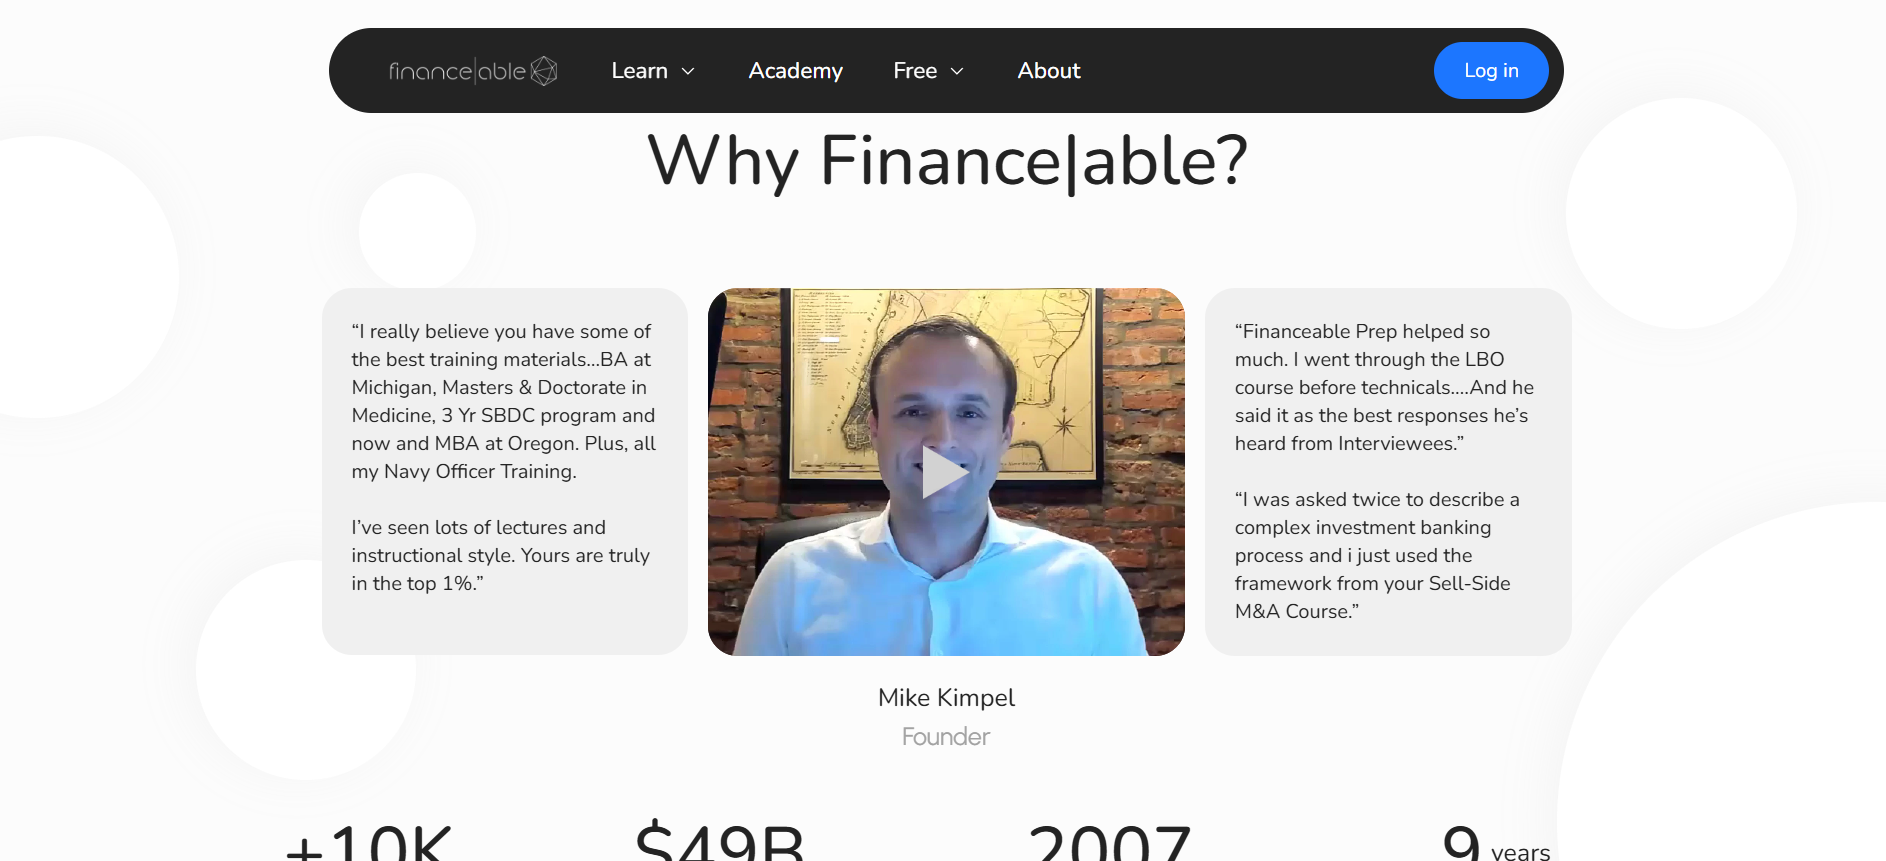 finance|able
Learn
Academy
Free
About
Log in
Why Finance|able?
“I really believe you have some of
the best training materials...BA at
Michigan, Masters & Doctorate in
Medicine, 3 Yr SBDC program and
now and MBA at Oregon. Plus, all
my Navy Officer Training.
I’ve seen lots of lectures and
instructional style. Yours are truly
in the top 1%.”
“Financeable Prep helped so
much. I went through the LBO
course before technicals....And he
said it as the best responses he’s
heard from Interviewees.”
“I was asked twice to describe a
complex investment banking
process and i just used the
framework from your Sell-Side
M&A Course.”
Mike Kimpel
Founder
+10K
$49B
2007
9 years